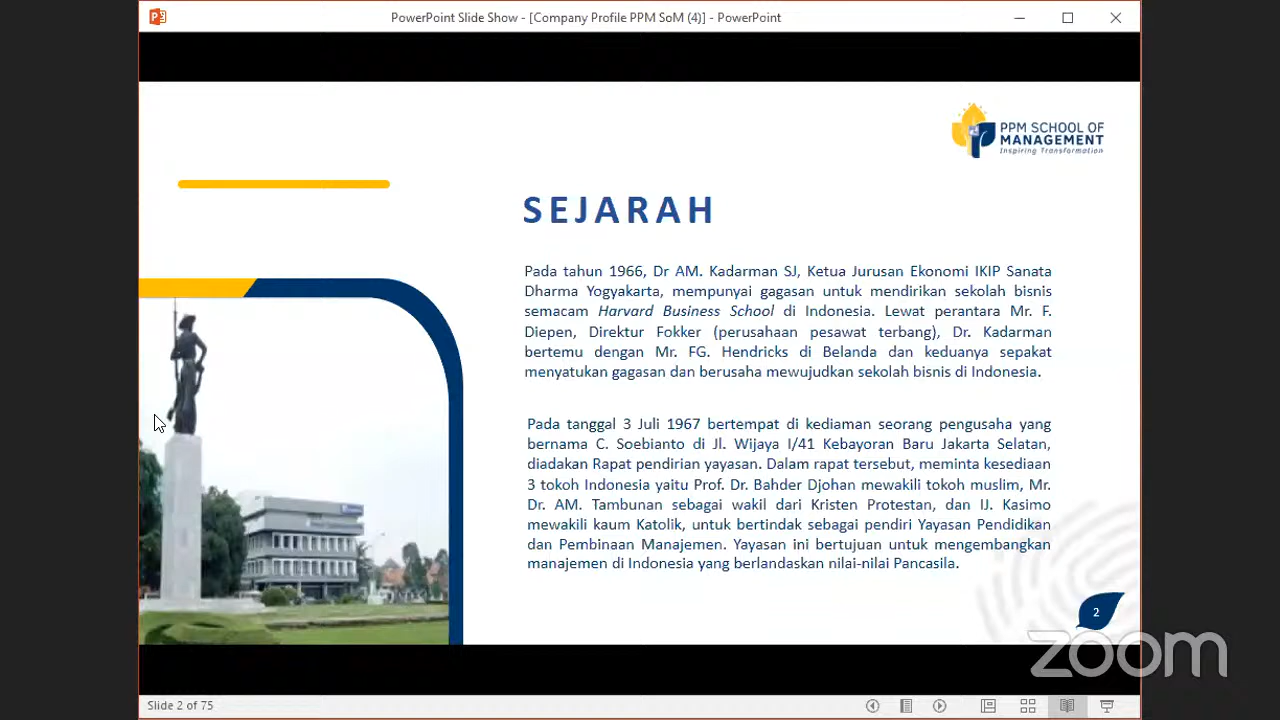 PowerPoint Slide Show - [Company Profile PPM SoM (4)] - PowerPoint
PPM SCHOOL OF
MANAGEMENT
Inspiring Transformation
SEJARAH
Pada tahun 1966, Dr AM. Kadarman SJ, Ketua Jurusan Ekonomi IKIP Sanata
Dharma Yogyakarta, mempunyai gagasan untuk mendirikan sekolah bisnis
semacam Harvard Business School di Indonesia. Lewat perantara Mr. F.
Diepen, Direktur Fokker (perusahaan pesawat terbang), Dr. Kadarman
bertemu dengan Mr. FG. Hendricks di Belanda dan keduanya sepakat
menyatukan gagasan dan berusaha mewujudkan sekolah bisnis di Indonesia.
Pada tanggal 3 Juli 1967 bertempat di kediaman seorang pengusaha yang
bernama C. Soebianto di Jl. Wijaya I/41 Kebayoran Baru Jakarta Selatan,
diadakan Rapat pendirian yayasan. Dalam rapat tersebut, meminta kesediaan
3 tokoh Indonesia yaitu Prof. Dr. Bahder Djohan mewakili tokoh muslim, Mr.
Dr. AM. Tambunan sebagai wakil dari Kristen Protestan, dan IJ. Kasimo
mewakili kaum Katolik, untuk bertindak sebagai pendiri Yayasan Pendidikan
dan Pembinaan Manajemen. Yayasan ini bertujuan untuk mengembangkan
manajemen di Indonesia yang berlandaskan nilai-nilai Pancasila.
2
zoom
Slide 2 of 75